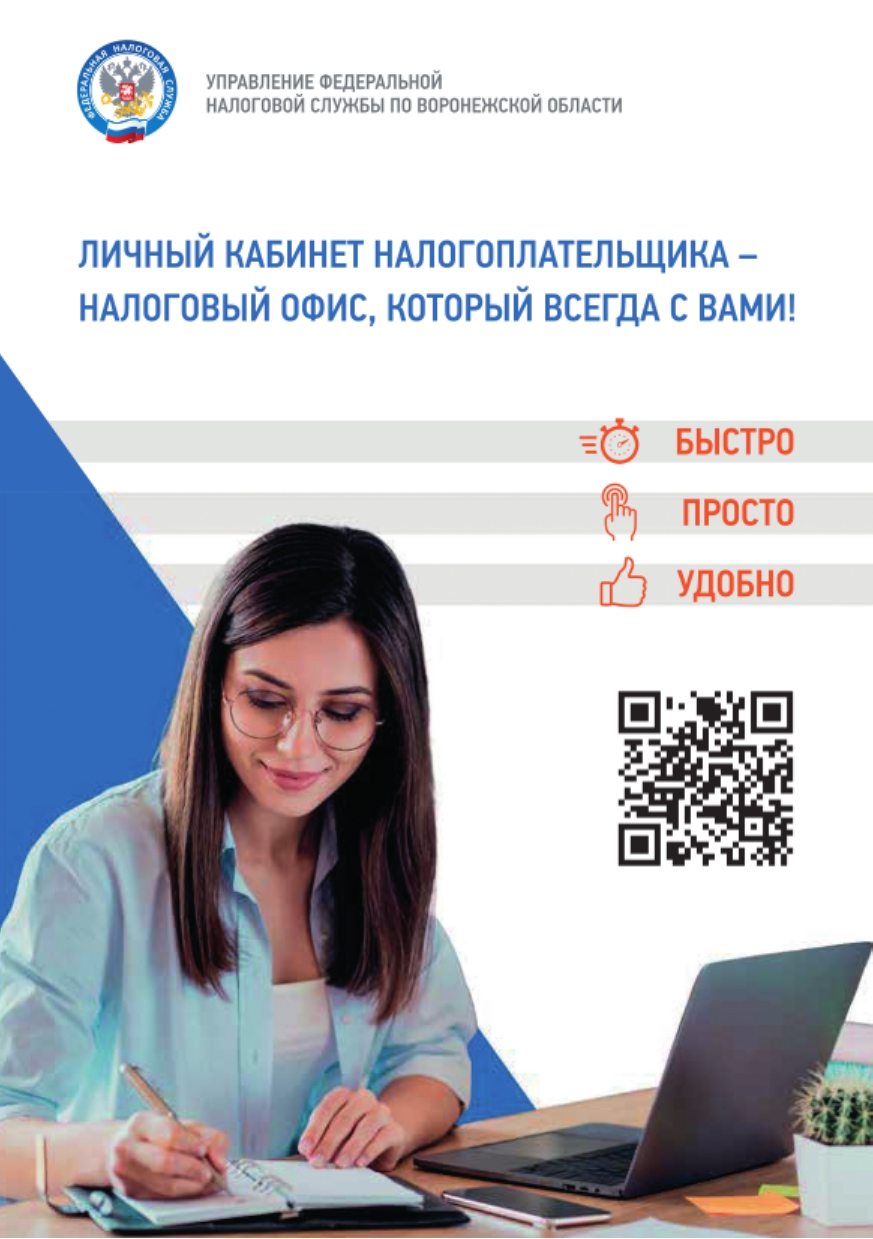 ФЕДЕРАЛЬНАЯ НАЛОГОВАЯ СЛУЖБА
УПРАВЛЕНИЕ ФЕДЕРАЛЬНОЙ
НАЛОГОВОЙ СЛУЖБЫ ПО ВОРОНЕЖСКОЙ ОБЛАСТИ
ЛИЧНЫЙ КАБИНЕТ НАЛОГОПЛАТЕЛЬЩИКА –
НАЛОГОВЫЙ ОФИС, КОТОРЫЙ ВСЕГДА С ВАМИ!
БЫСТРО
ПРОСТО
УДОБНО